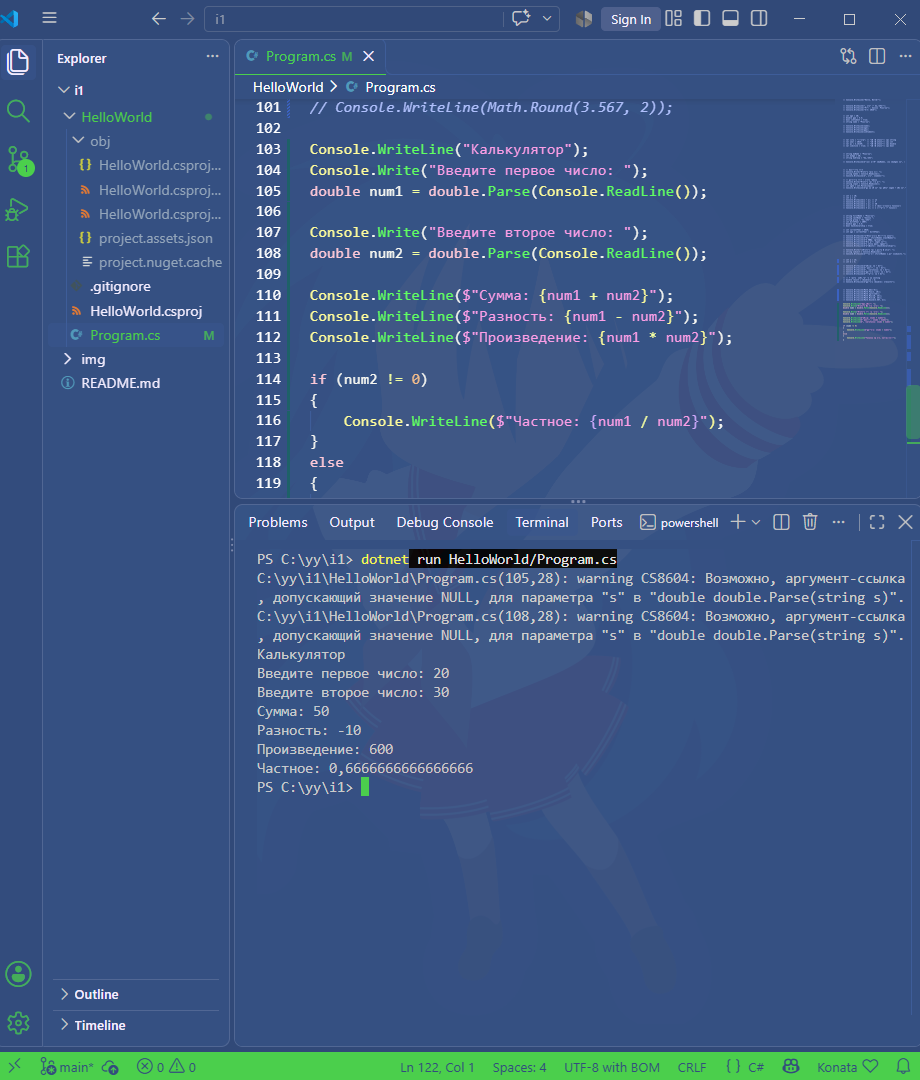 i1
Sign In
Explorer
i1
HelloWorld
obj
HelloWorld.csproj...
HelloWorld.csproj...
HelloWorld.csproj...
project.assets.json
project.nuget.cache
.gitignore
HelloWorld.csproj
Program.cs M
img
README.md
Outline
Timeline
Program.cs M
HelloWorld > Program.cs
101 // Console.WriteLine(Math.Round(3.567, 2));
102
103 Console.WriteLine("Калькулятор");
104 Console.Write("Введите первое число: ");
105 double num1 = double.Parse(Console.ReadLine());
106
107 Console.Write("Введите второе число: ");
108 double num2 = double.Parse(Console.ReadLine());
109
110 Console.WriteLine($"Сумма: {num1 + num2}");
111 Console.WriteLine($"Разность: {num1 - num2}");
112 Console.WriteLine($"Произведение: {num1 * num2}");
113
114 if (num2 != 0)
115 {
116 Console.WriteLine($"Частное: {num1 / num2}");
117 }
118 else
119 {
Problems Output Debug Console Terminal Ports powershell
PS C:\yy\i1> dotnet run HelloWorld/Program.cs
C:\yy\i1\HelloWorld\Program.cs(105,28): warning CS8604: Возможно, аргумент-ссылка
, допускающий значение NULL, для параметра "s" в "double double.Parse(string s)".
C:\yy\i1\HelloWorld\Program.cs(108,28): warning CS8604: Возможно, аргумент-ссылка
, допускающий значение NULL, для параметра "s" в "double double.Parse(string s)".
Калькулятор
Введите первое число: 20
Введите второе число: 30
Сумма: 50
Разность: -10
Произведение: 600
Частное: 0,6666666666666666
PS C:\yy\i1>
main* 0 0 Ln 122, Col 1 Spaces: 4 UTF-8 with BOM CRLF { } C# Konata